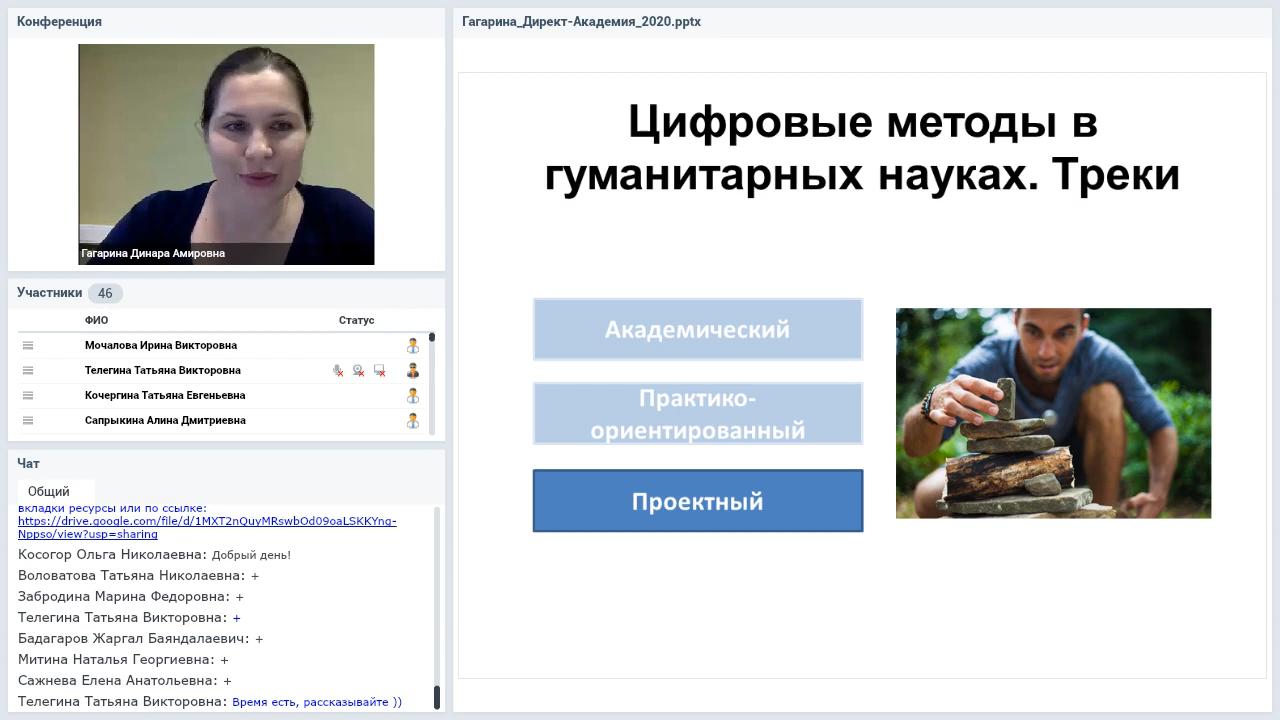 Конференция
Гагарина Динара Амировна
Участники 46
ФИО Статус
Мочалова Ирина Викторовна
Телегина Татьяна Викторовна
Кочергина Татьяна Евгеньевна
Сапрыкина Алина Дмитриевна
Чат
Общий
вкладки ресурсы или по ссылке:
https://drive.google.com/file/d/1MXT2nQuyMRswbOd09oaLSKKYng-
Nppso/view?usp=sharing
Косогор Ольга Николаевна: Добрый день!
Воловатова Татьяна Николаевна: +
Забродина Марина Федоровна: +
Телегина Татьяна Викторовна: +
Бадагаров Жаргал Баяндалаевич: +
Митина Наталья Георгиевна: +
Сажнева Елена Анатольевна: +
Телегина Татьяна Викторовна: Время есть, рассказывайте ))
Гагарина_Директ-Академия_2020.pptx
Цифровые методы в
гуманитарных науках. Треки
Академический
Практико-
ориентированный
Проектный